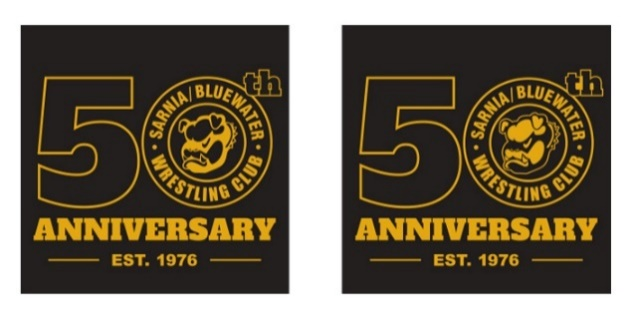 50th
SARNIA/BLUEWATER
• WRESTLING CLUB •
ANNIVERSARY
EST. 1976
50th
SARNIA/BLUEWATER
• WRESTLING CLUB •
ANNIVERSARY
EST. 1976